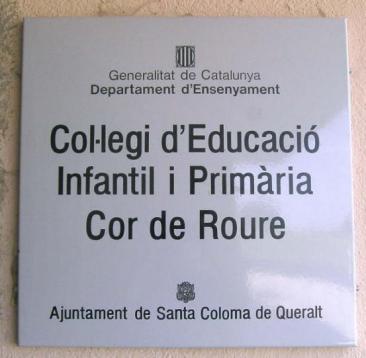 Generalitat de Catalunya
Departament d'Ensenyament
Col·legi d'Educació
Infantil i Primària
Cor de Roure
Ajuntament de Santa Coloma de Queralt